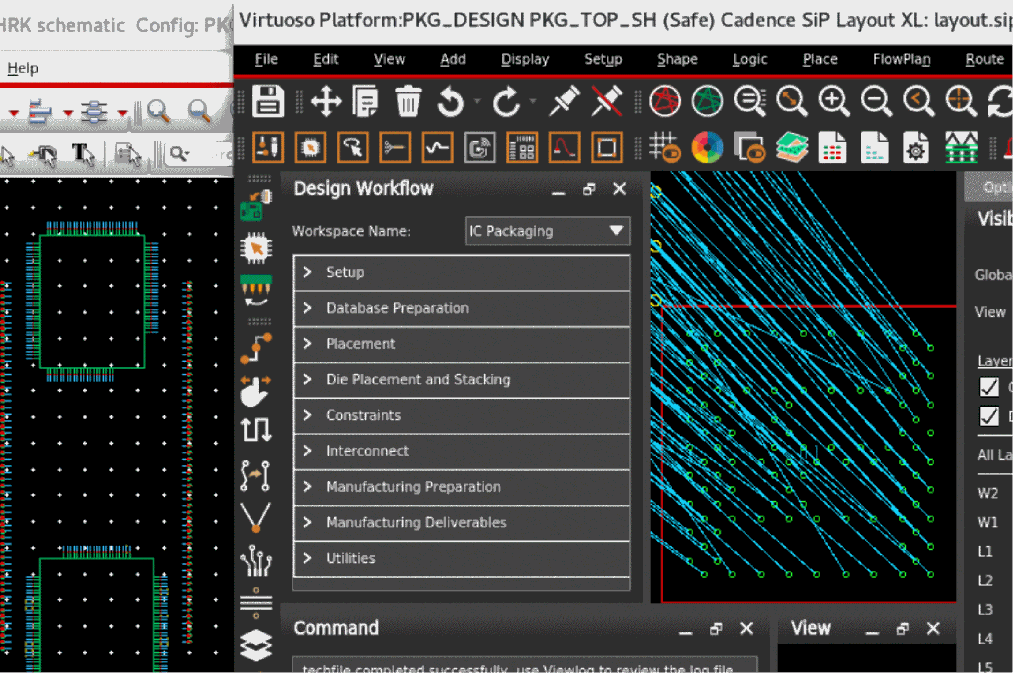 HRK schematic Config: PK
Virtuoso Platform:PKG_DESIGN PKG_TOP_SH (Safe) Cadence SiP Layout XL: layout.sip
Help
File Edit View Add Display Setup Shape Logic Place FlowPlan Route
Design Workflow
Workspace Name: IC Packaging
Setup
Database Preparation
Placement
Die Placement and Stacking
Constraints
Interconnect
Manufacturing Preparation
Manufacturing Deliverables
Utilities
Command
techfile completed successfully, use Viewlog to review the log file
View
Opti
Visib
Globa
View
Layer
All La
W2
W1
L1
L2
L3
L4
L5